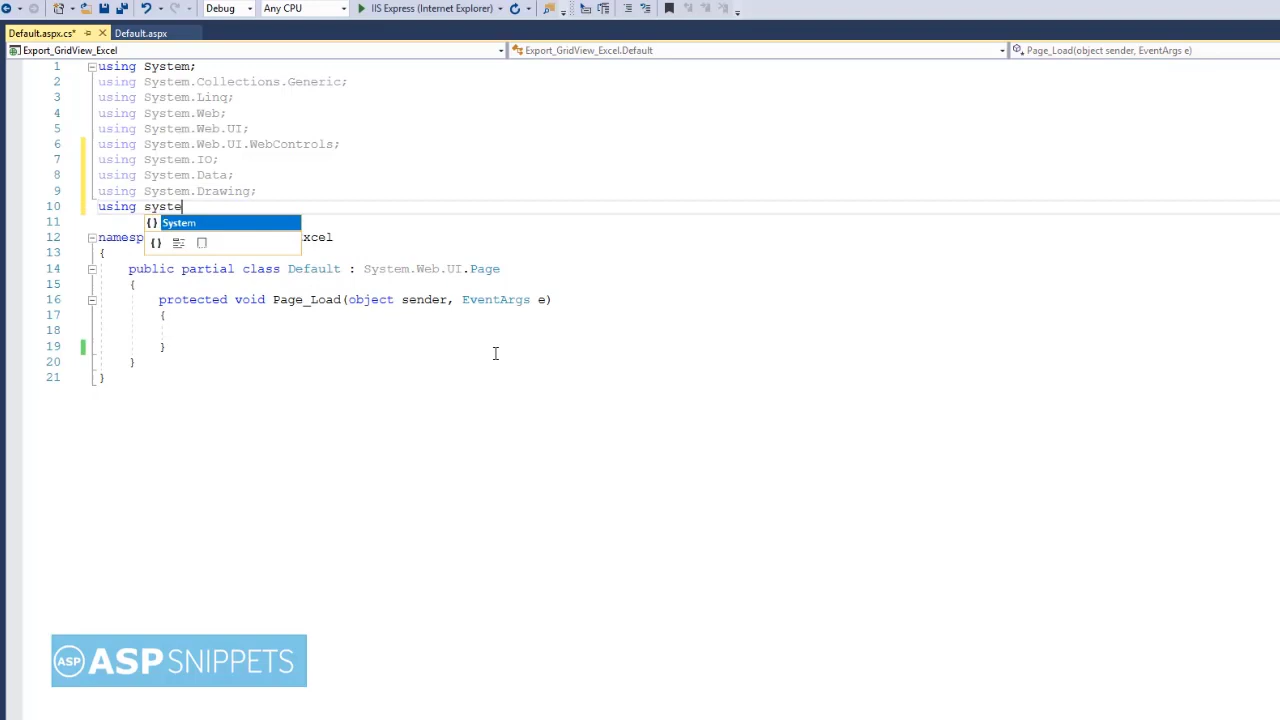 Debug Any CPU IIS Express (Internet Explorer)
Default.aspx.cs* Default.aspx
Export_GridView_Excel Export_GridView_Excel.Default Page_Load(object sender, EventArgs e)
1 using System;
2 using System.Collections.Generic;
3 using System.Linq;
4 using System.Web;
5 using System.Web.UI;
6 using System.Web.UI.WebControls;
7 using System.IO;
8 using System.Data;
9 using System.Drawing;
10 using syste
11 {} System
12 namesp xcel
{}
13 {
14 public partial class Default : System.Web.UI.Page
15 {
16 protected void Page_Load(object sender, EventArgs e)
17 {
18
19 }
20 }
21 }
ASP ASPSNIPPETS